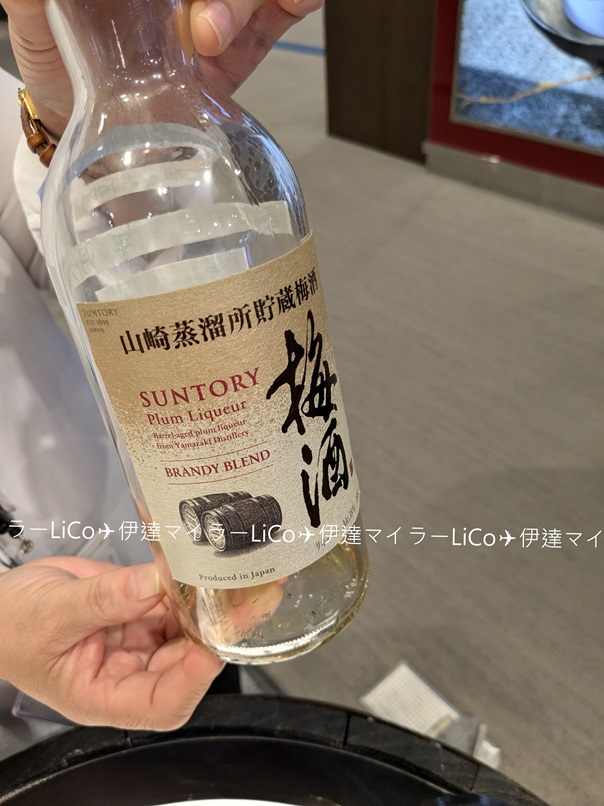 SUNTORY
EST. 1899
JAPAN
山崎蒸溜所貯蔵梅酒
SUNTORY
Plum Liqueur
Barrel-aged plum liqueur
from Yamazaki Distillery
BRANDY BLEND
梅酒
Produced in Japan
ラーLiCo✈伊達マイラーLiCo✈伊達マイラーLiCo✈伊達マイ